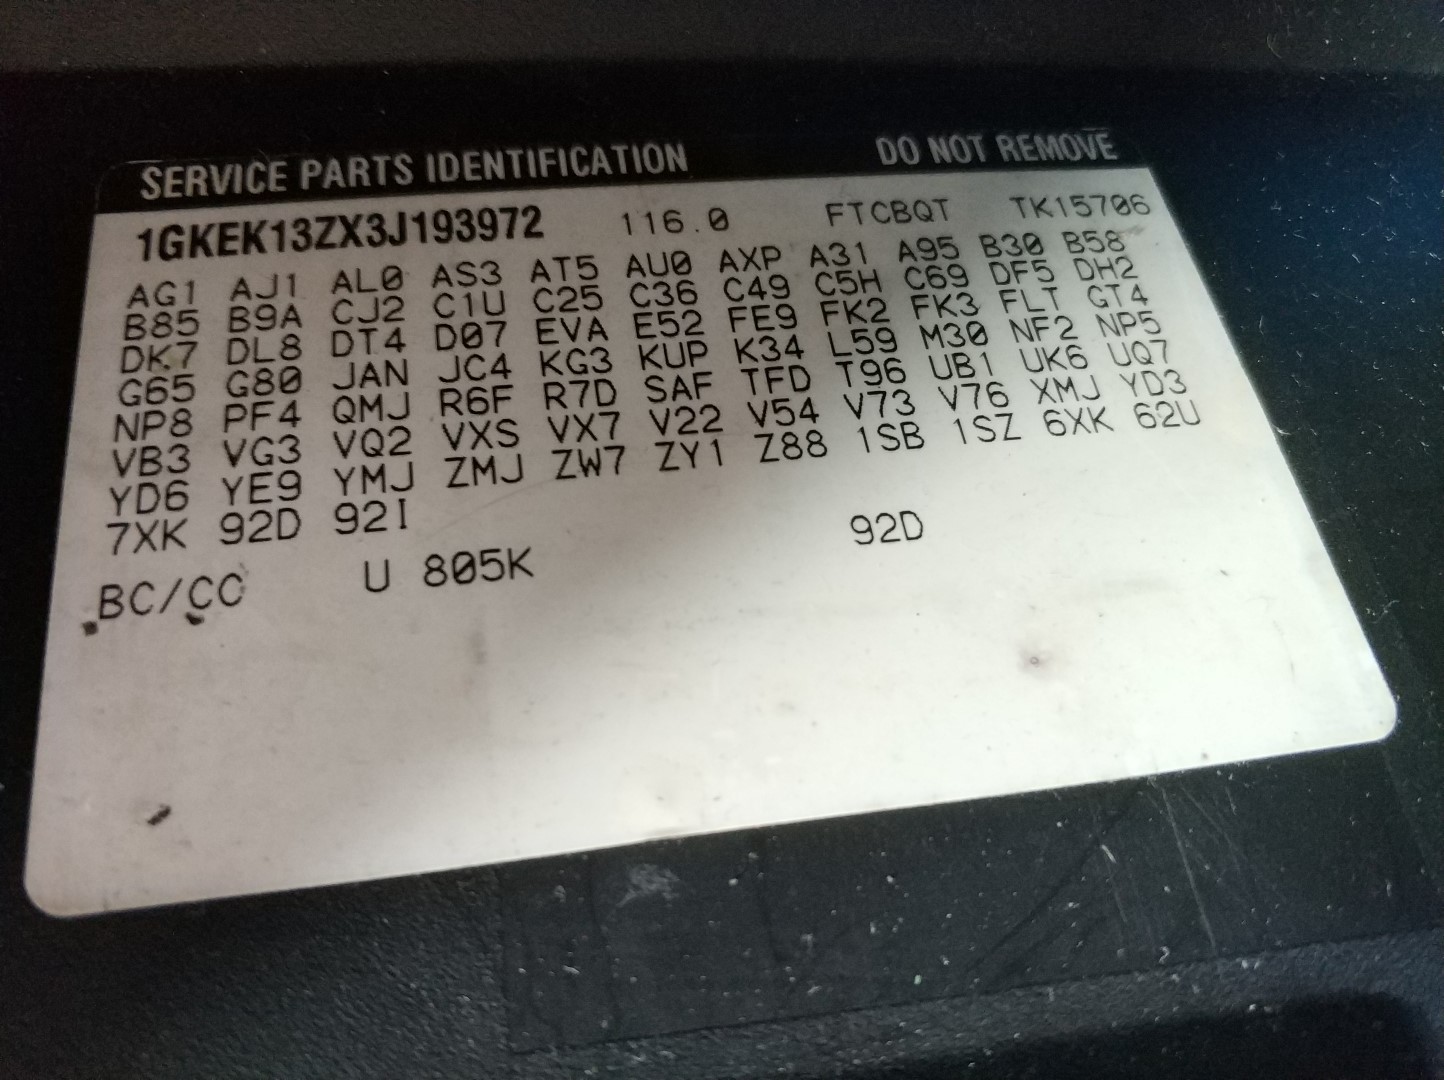 SERVICE PARTS IDENTIFICATION DO NOT REMOVE
1GKEK13ZX3J193972 116.0 FTCBQT TK15706
AG1 AJ1 AL0 AS3 AT5 AU0 AXP A31 A95 B30 B58
B85 B9A CJ2 C1U C25 C36 C49 C5H C69 DF5 DH2
DK7 DL8 DT4 D07 EVA E52 FE9 FK2 FK3 FLT GT4
G65 G80 JAN JC4 KG3 KUP K34 L59 M30 NF2 NP5
NP8 PF4 QMJ R6F R7D SAF TFD T96 UB1 UK6 UQ7
VB3 VG3 VQ2 VXS VX7 V22 V54 V73 V76 XMJ YD3
YD6 YE9 YMJ ZMJ ZW7 ZY1 Z88 1SB 1SZ 6XK 62U
7XK 92D 92I
BC/CC U 805K 92D